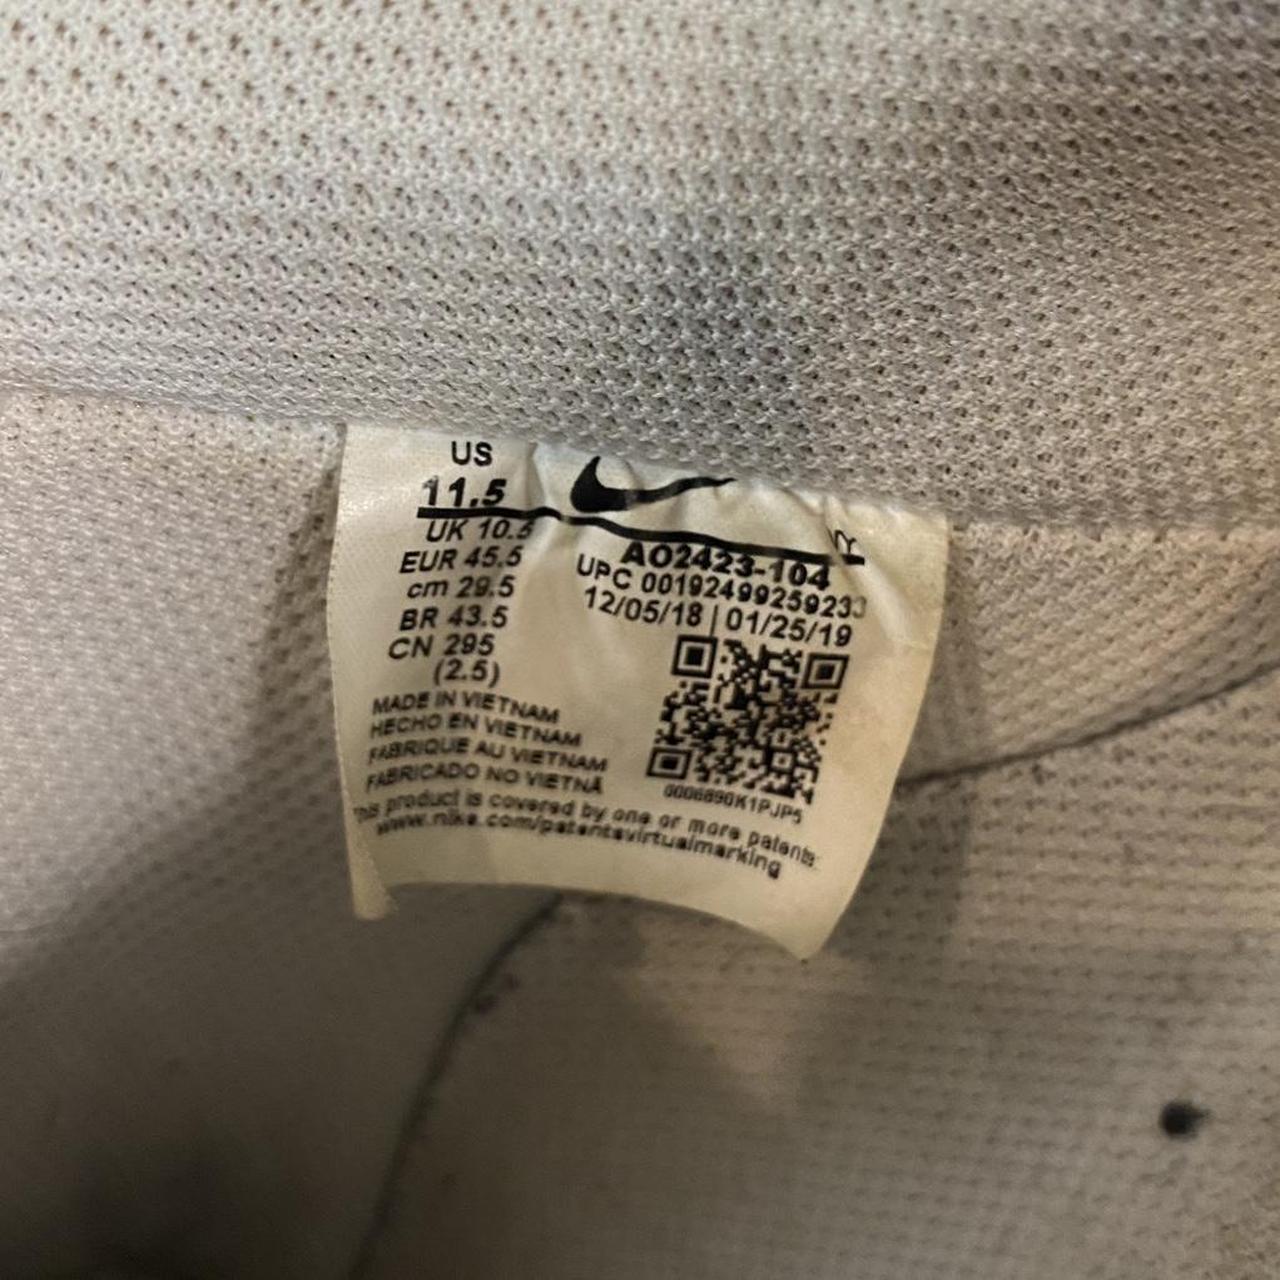 US
11.5
UK 10.5
EUR 45.5
cm 29.5
BR 43.5
CN 295
(2.5)
R
AO2423-104
UPC 00192499259233
12/05/18 | 01/25/19
0006890K1PJP5
MADE IN VIETNAM
HECHO EN VIETNAM
FABRIQUE AU VIETNAM
FABRICADO NO VIETNÃ
This product is covered by one or more patents:
www.nike.com/patentsvirtualmarking